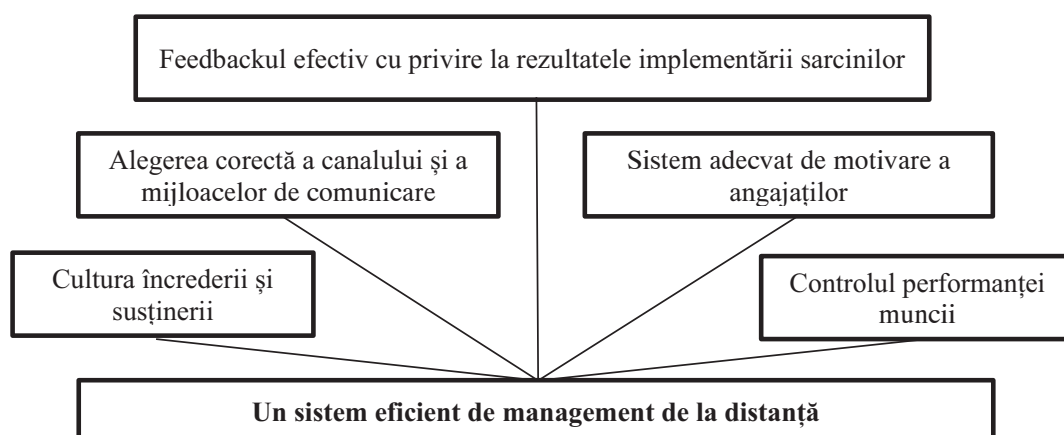 Feedbackul efectiv cu privire la rezultatele implementării sarcinilor
Alegerea corectă a canalului și a
mijloacelor de comunicare
Sistem adecvat de motivare a
angajaților
Cultura încrederii și
susținerii
Controlul performanței
muncii
Un sistem eficient de management de la distanță